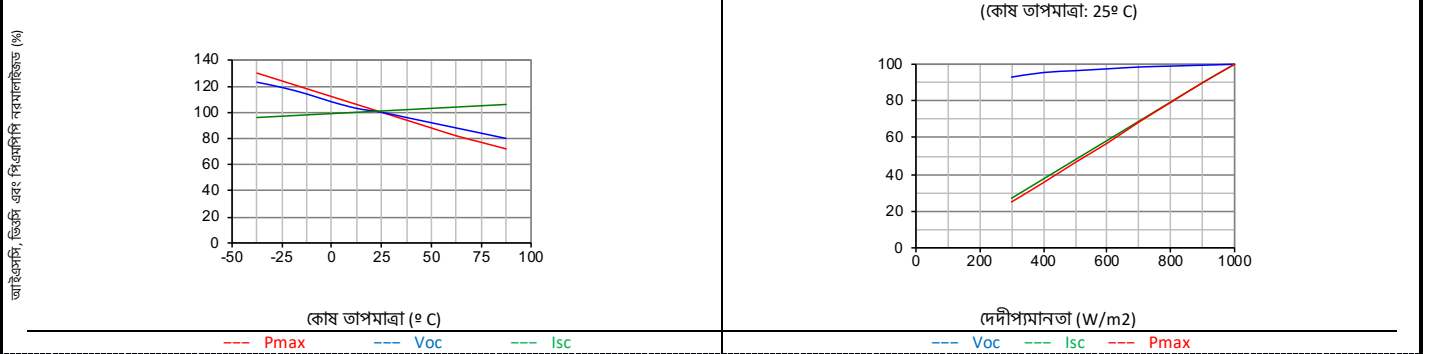 (কোষ তাপমাত্রা: 25º C)
আইএসসি, ভিওসি এবং পিএমপিপি নরমালাইজড (%)
140
120
100
80
60
40
20
0
-50 -25 0 25 50 75 100
কোষ তাপমাত্রা (º C)
--- Pmax --- Voc --- Isc
100
80
60
40
20
0
0 200 400 600 800 1000
দেদীপ্যমানতা (W/m2)
--- Voc --- Isc --- Pmax